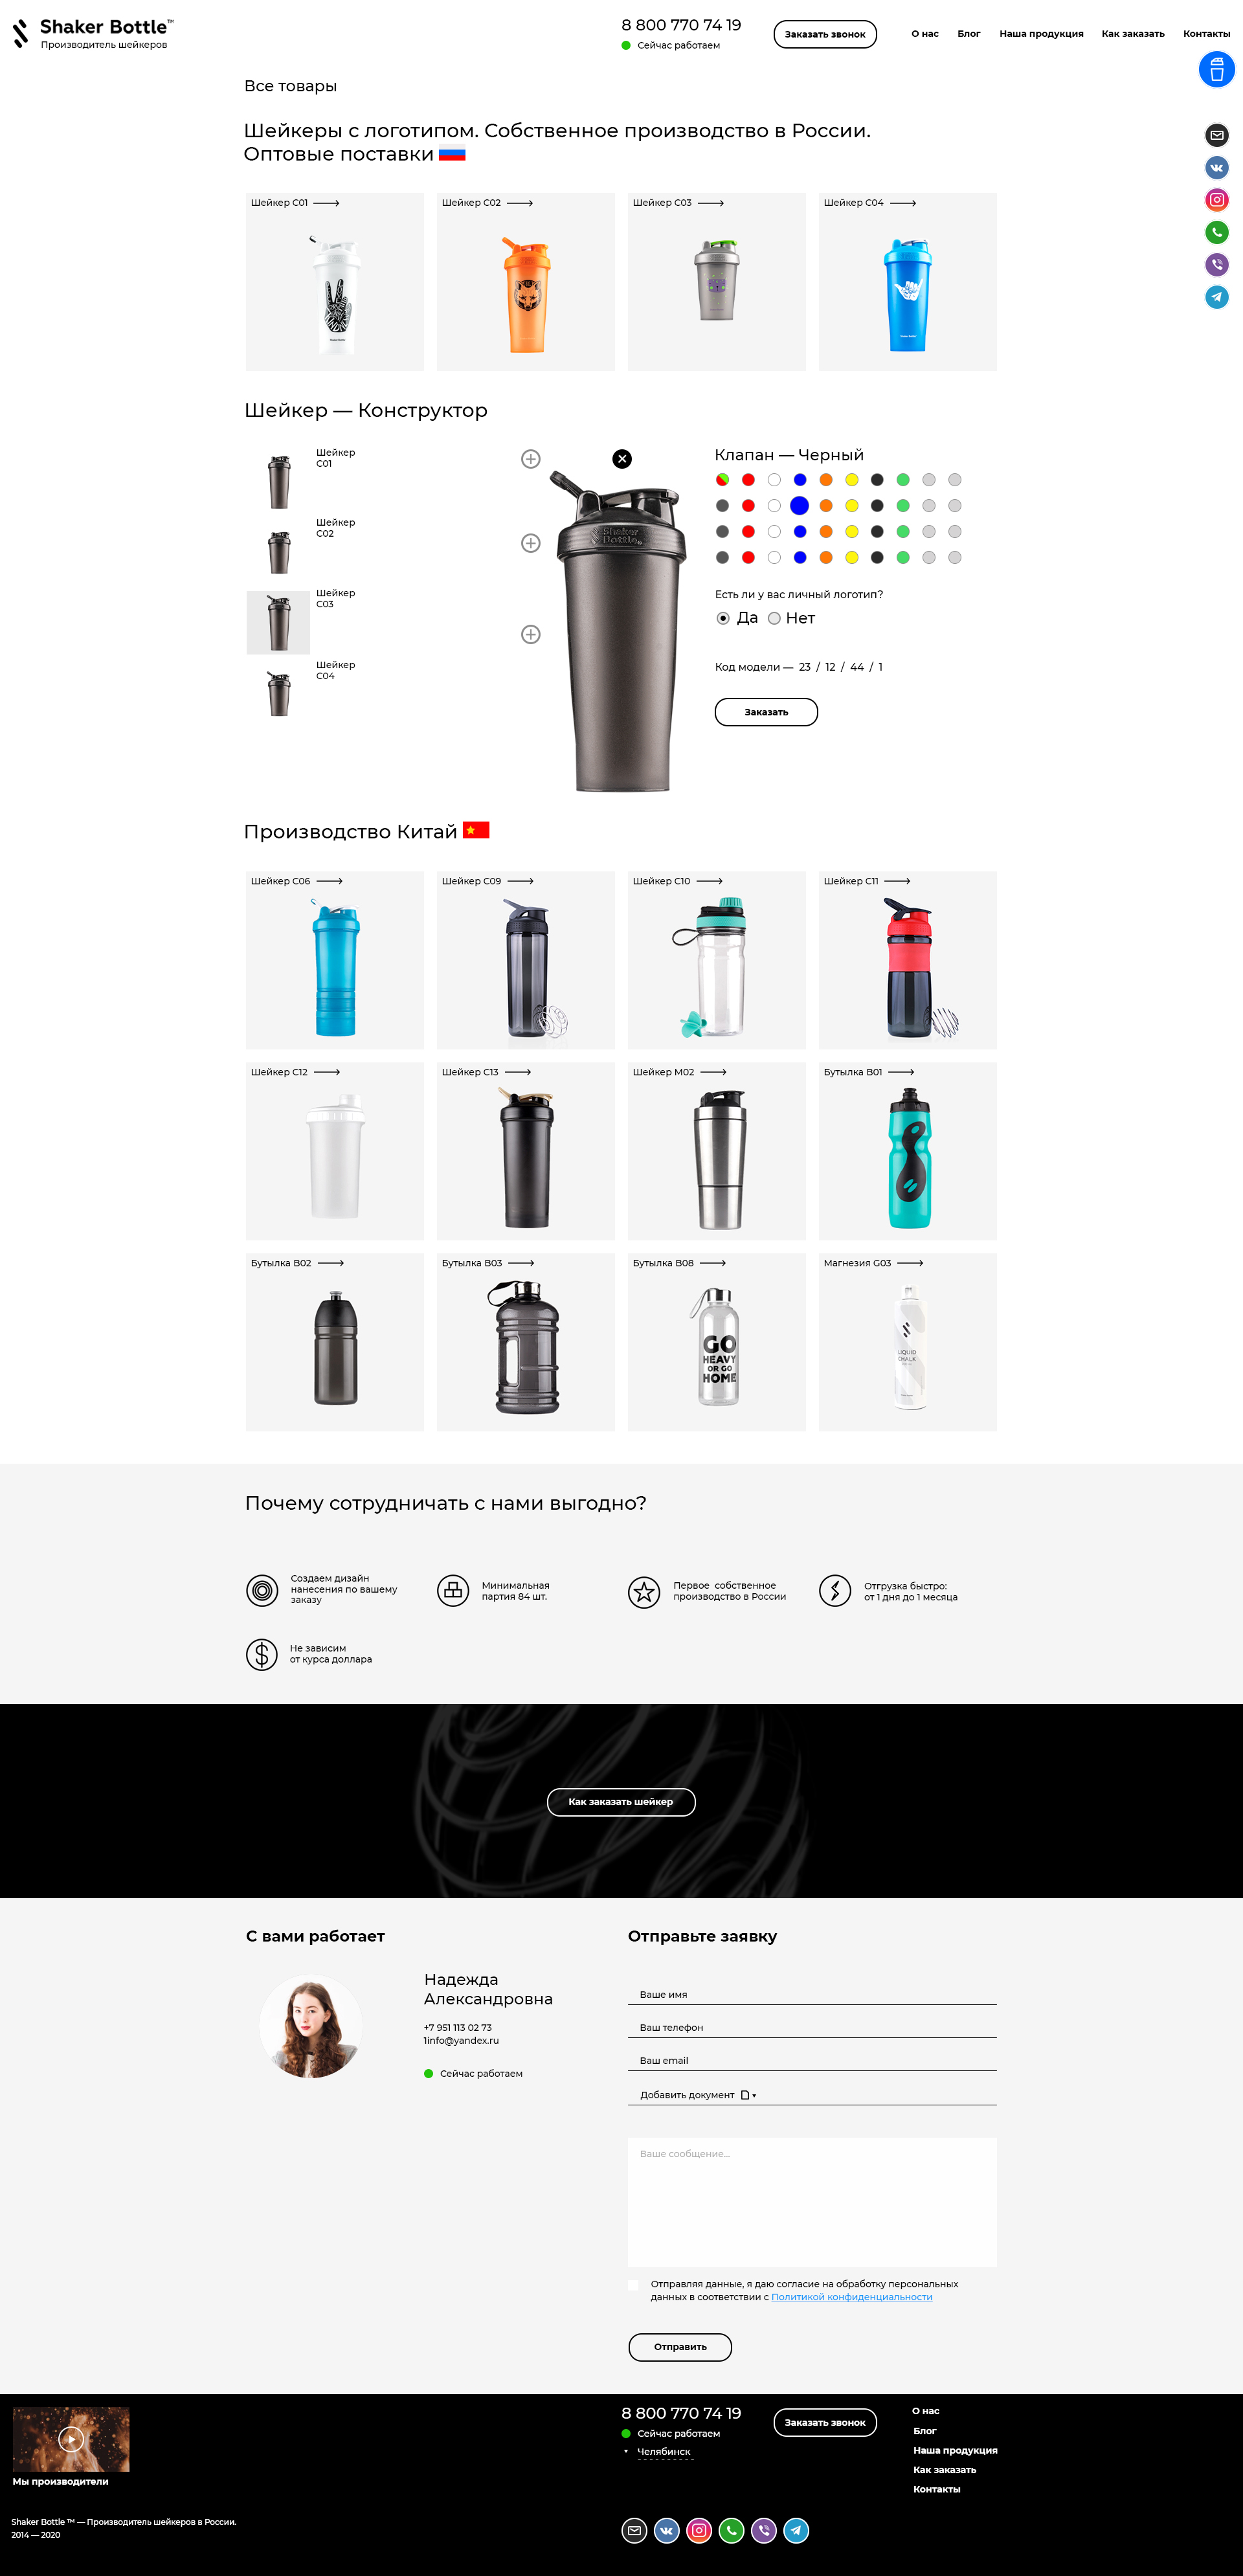 Shaker Bottle™
Производитель шейкеров
8 800 770 74 19
Сейчас работаем
Заказать звонок
О нас
Блог
Наша продукция
Как заказать
Контакты
Все товары
Шейкеры с логотипом. Собственное производство в России.
Оптовые поставки
Шейкер С01
Шейкер С02
Шейкер С03
Шейкер С04
Шейкер — Конструктор
Шейкер
С01
Шейкер
С02
Шейкер
С03
Шейкер
С04
Shaker
Bottle
Клапан — Черный
Есть ли у вас личный логотип?
Да
Нет
Код модели — 23 / 12 / 44 / 1
Заказать
Производство Китай
Шейкер С06
Шейкер С09
Шейкер С10
Шейкер С11
Шейкер С12
Шейкер С13
Шейкер М02
Бутылка В01
Бутылка В02
Бутылка В03
Бутылка В08
Магнезия G03
GO
HEAVY
OR GO
HOME
LIQUID
CHALK
Почему сотрудничать с нами выгодно?
Создаем дизайн
нанесения по вашему
заказу
Минимальная
партия 84 шт.
Первое собственное
производство в России
Отгрузка быстро:
от 1 дня до 1 месяца
Не зависим
от курса доллара
Как заказать шейкер
С вами работает
Надежда
Александровна
+7 951 113 02 73
1info@yandex.ru
Сейчас работаем
Отправьте заявку
Ваше имя
Ваш телефон
Ваш email
Добавить документ
Ваше сообщение...
Отправляя данные, я даю согласие на обработку персональных
данных в соответствии с Политикой конфиденциальности
Отправить
Мы производители
Shaker Bottle ™ — Производитель шейкеров в России.
2014 — 2020
8 800 770 74 19
Сейчас работаем
Челябинск
Заказать звонок
О нас
Блог
Наша продукция
Как заказать
Контакты